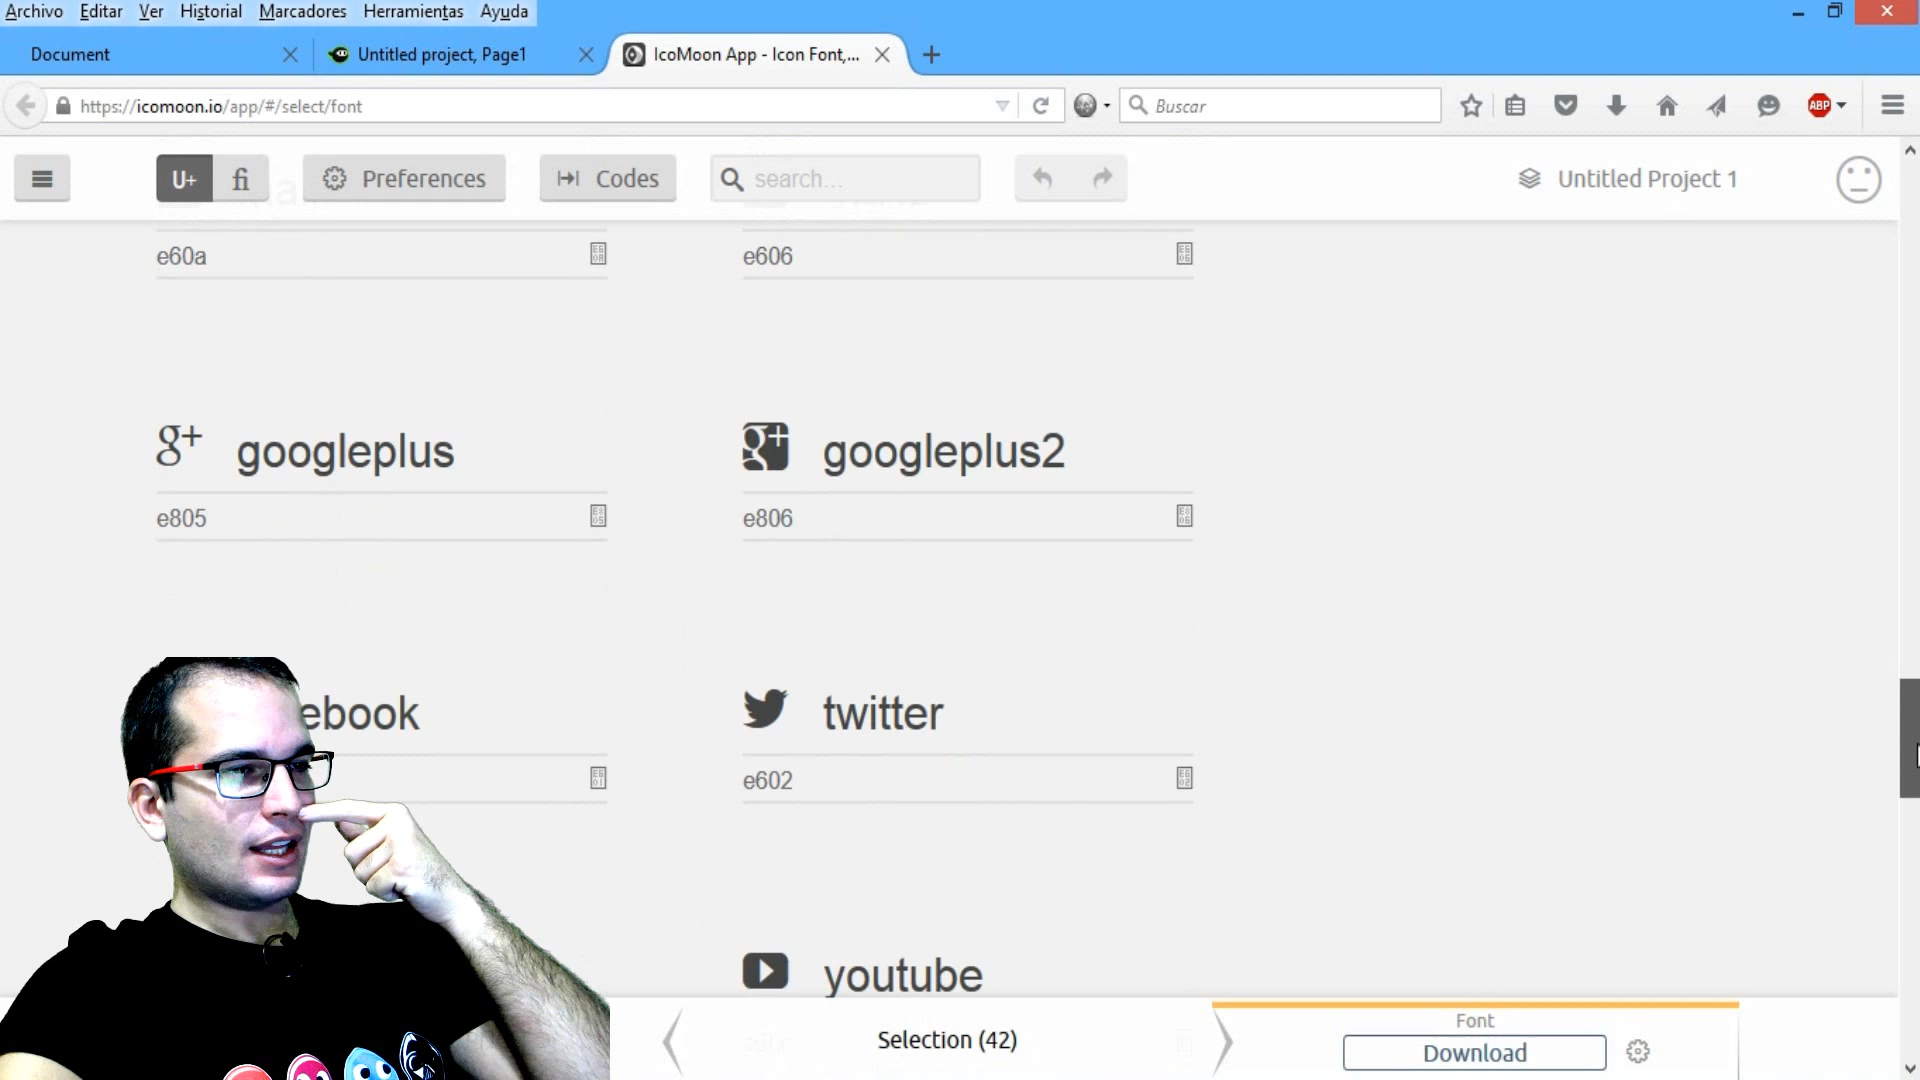 Archivo Editar Ver Historial Marcadores Herramientas Ayuda
Document
Untitled project, Page1
IcoMoon App - Icon Font,...
https://icomoon.io/app/#/select/font
Buscar
ABP
U+
fi
Preferences
Codes
search...
Untitled Project 1
e60a
e606
g+ googleplus
g+ googleplus2
e805
e806
ebook
twitter
e602
youtube
Selection (42)
Font
Download